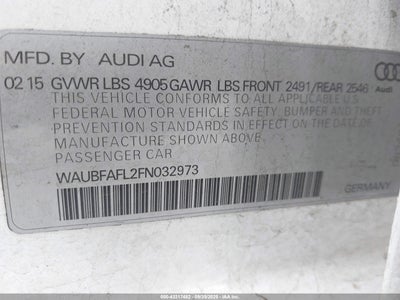 MFD. BY AUDI AG
02 15 GVWR LBS 4905 GAWR LBS FRONT 2491/REAR 2546
THIS VEHICLE CONFORMS TO ALL APPLICABLE U.S.
FEDERAL MOTOR VEHICLE SAFETY, BUMPER AND THEFT
PREVENTION STANDARDS IN EFFECT ON THE DATE OF
MANUFACTURE SHOWN ABOVE.
PASSENGER CAR
WAUBFAFL2FN032973
GERMANY